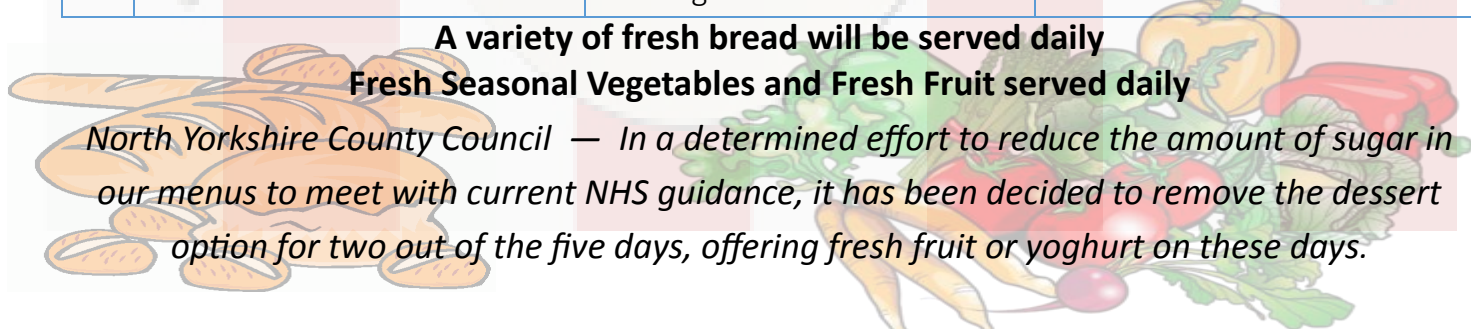 A variety of fresh bread will be served daily
Fresh Seasonal Vegetables and Fresh Fruit served daily
North Yorkshire County Council — In a determined effort to reduce the amount of sugar in
our menus to meet with current NHS guidance, it has been decided to remove the dessert
option for two out of the five days, offering fresh fruit or yoghurt on these days.